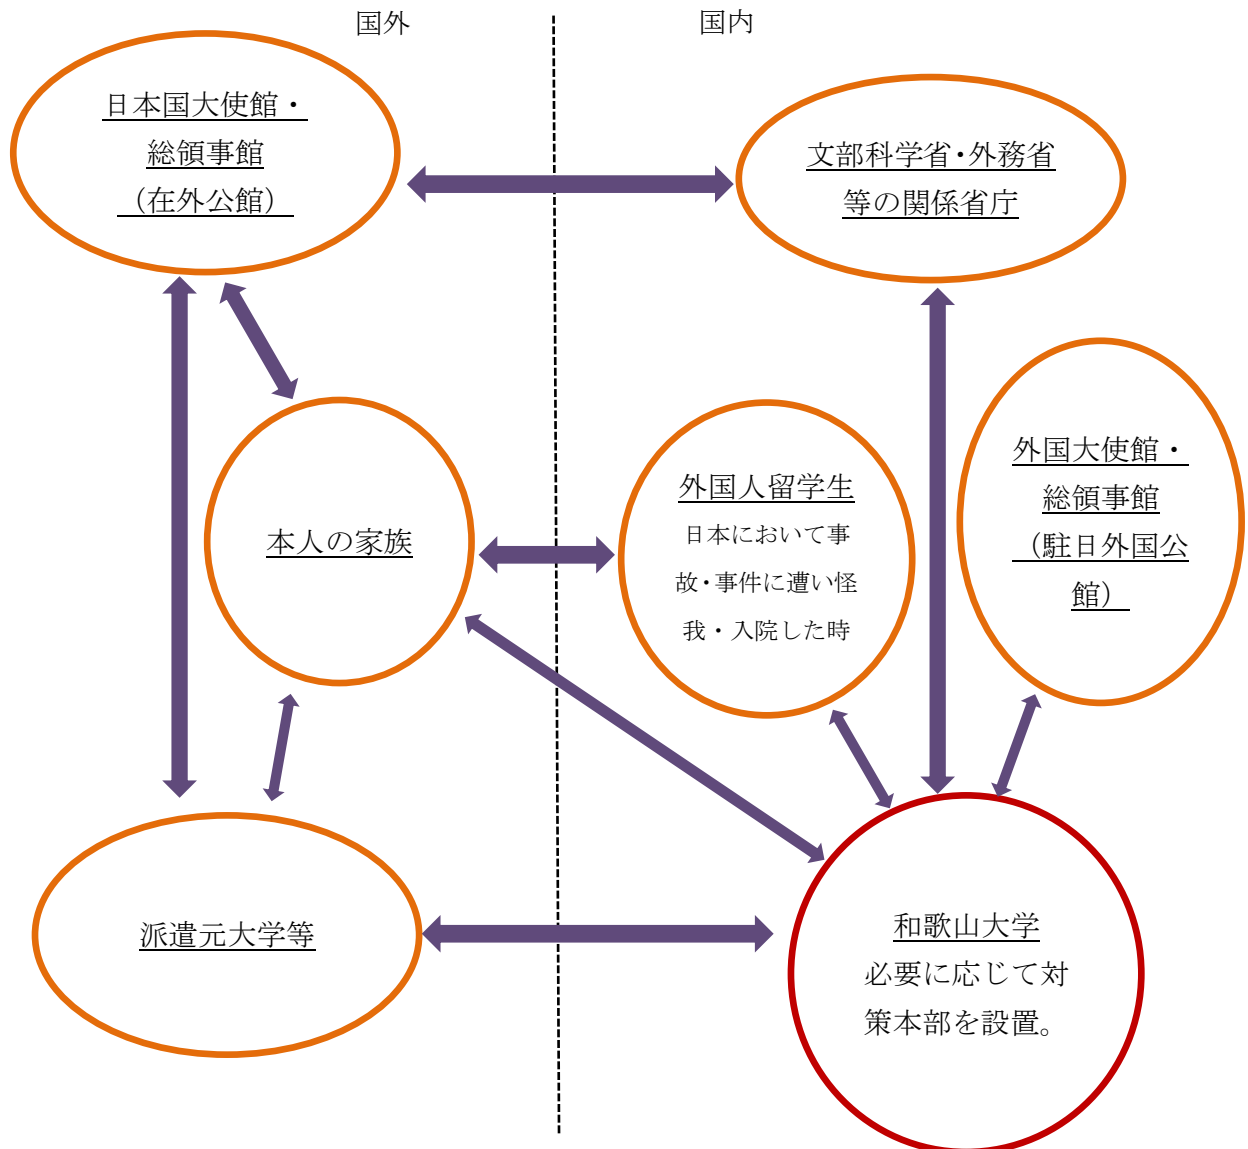 国外
国内
日本国大使館・
総領事館
（在外公館）
文部科学省・外務省
等の関係省庁
外国大使館・
総領事館
（駐日外国公
館）
本人の家族
外国人留学生
日本において事
故・事件に遭い怪
我・入院した時
派遣元大学等
和歌山大学
必要に応じて対
策本部を設置。